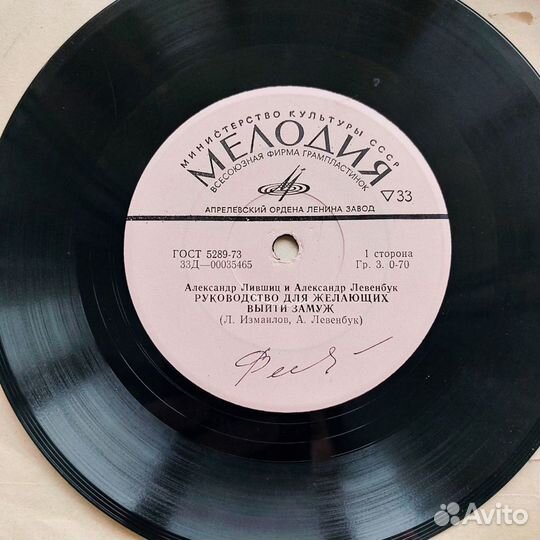 МИНИСТЕРСТВО КУЛЬТУРЫ СССР
МЕЛОДИЯ
ВСЕСОЮЗНАЯ ФИРМА ГРАМПЛАСТИНОК
33
АПРЕЛЕВСКИЙ ОРДЕНА ЛЕНИНА ЗАВОД
ГОСТ 5289-73
33Д—00035465
1 сторона
Гр. 3. 0-70
Александр Лившиц и Александр Левенбук
РУКОВОДСТВО ДЛЯ ЖЕЛАЮЩИХ
ВЫЙТИ ЗАМУЖ
(Л. Измаилов, А. Левенбук)
Avito